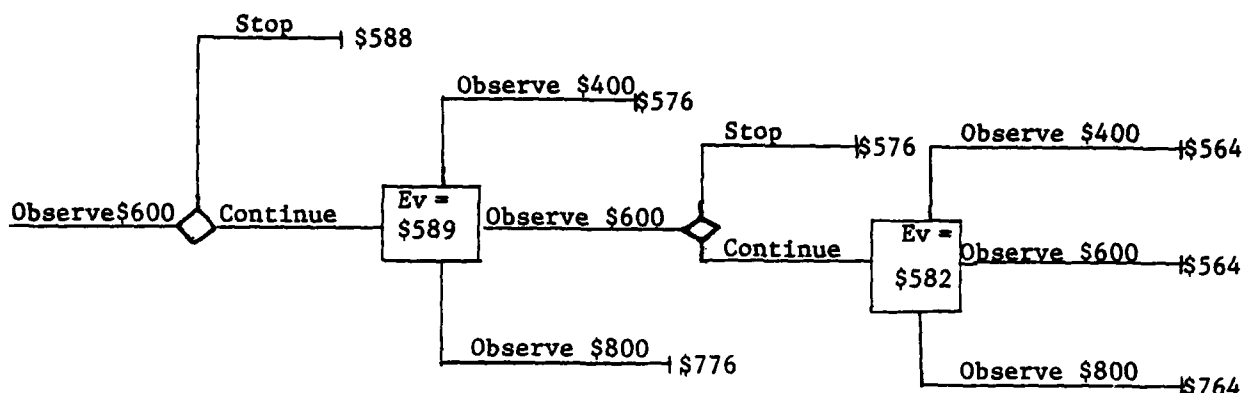 Stop
$588
Observe $400
$576
Stop
$576
Observe $400
$564
Observe$600
Continue
Ev =
$589
Observe $600
Continue
Ev =
$582
Observe $600
$564
Observe $800
$776
Observe $800
$764